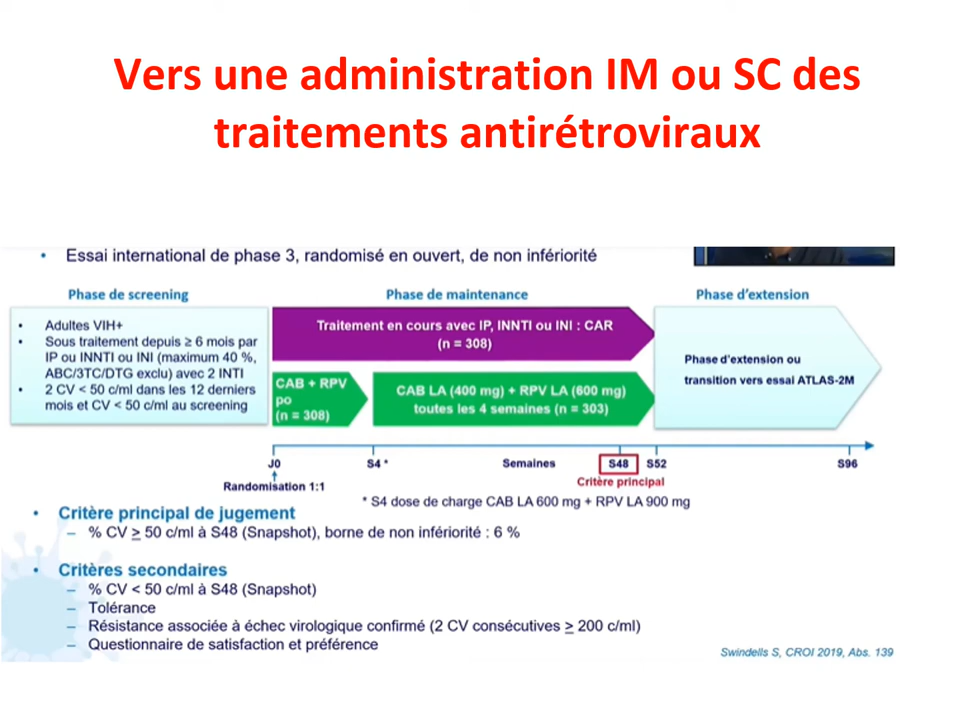 Vers une administration IM ou SC des
traitements antirétroviraux
• Essai international de phase 3, randomisé en ouvert, de non infériorité
Phase de screening
Phase de maintenance
Phase d'extension
• Adultes VIH+
• Sous traitement depuis ≥ 6 mois par
IP ou INNTI ou INI (maximum 40 %,
ABC/3TC/DTG exclu) avec 2 INTI
• 2 CV < 50 c/ml dans les 12 derniers
mois et CV < 50 c/ml au screening
Traitement en cours avec IP, INNTI ou INI : CAR
(n = 308)
CAB + RPV
po
(n = 308)
CAB LA (400 mg) + RPV LA (600 mg)
toutes les 4 semaines (n = 303)
Phase d'extension ou
transition vers essai ATLAS-2M
J0
S4 *
Semaines
S48
S52
S96
Critère principal
Randomisation 1:1
* S4 dose de charge CAB LA 600 mg + RPV LA 900 mg
• Critère principal de jugement
– % CV ≥ 50 c/ml à S48 (Snapshot), borne de non infériorité : 6 %
• Critères secondaires
– % CV < 50 c/ml à S48 (Snapshot)
– Tolérance
– Résistance associée à échec virologique confirmé (2 CV consécutives ≥ 200 c/ml)
– Questionnaire de satisfaction et préférence
Swindells S, CROI 2019, Abs. 139